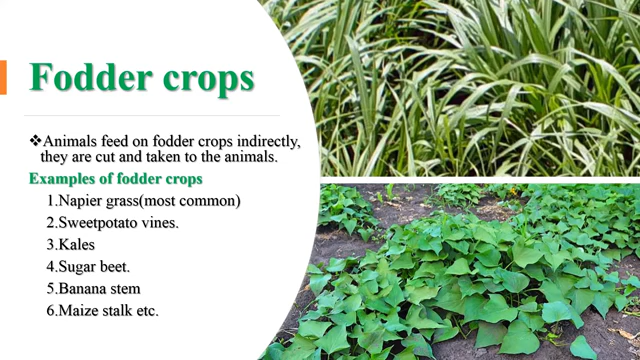 Fodder crops
❖Animals feed on fodder crops indirectly,
they are cut and taken to the animals.
Examples of fodder crops
1.Napier grass(most common)
2.Sweetpotato vines.
3.Kales
4.Sugar beet.
5.Banana stem
6.Maize stalk etc.